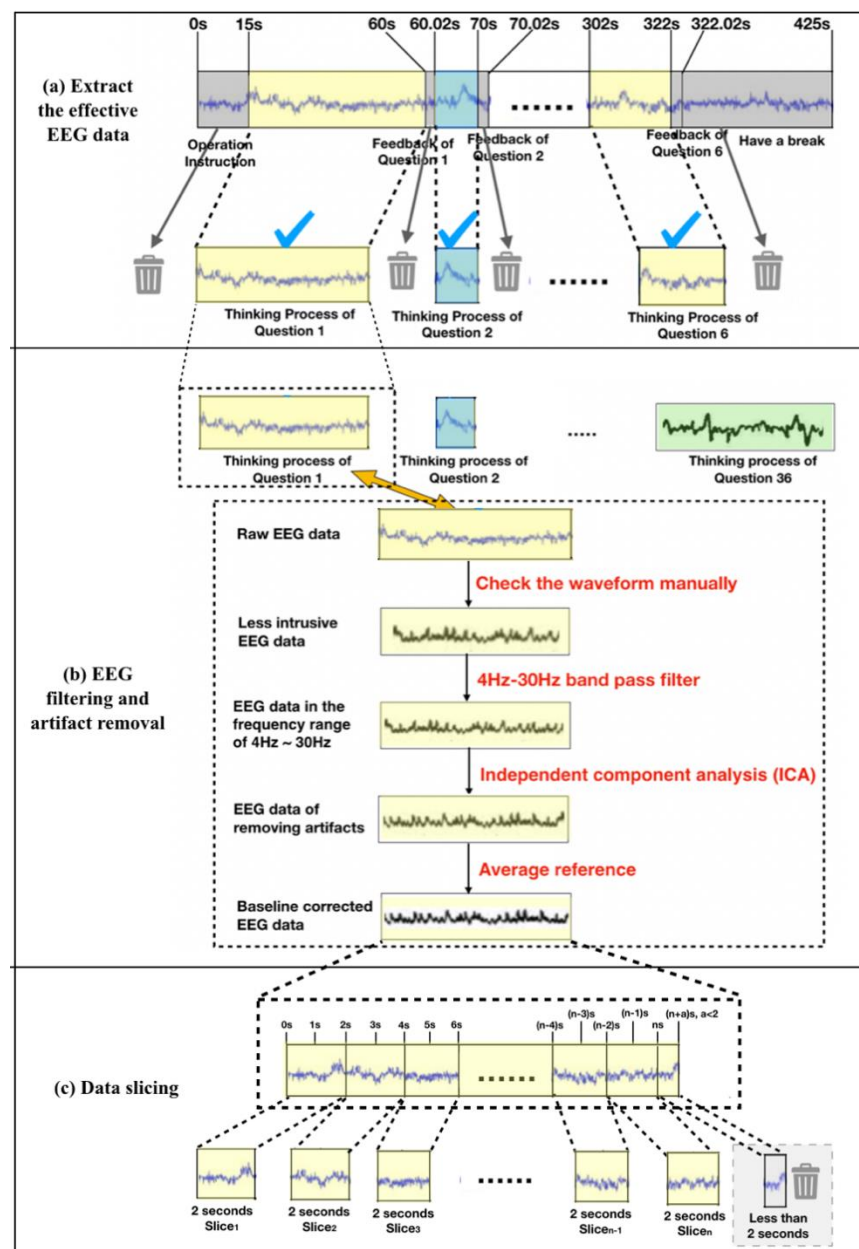 0s 15s 60s 60.02s 70s 70.02s 302s 322s 322.02s 425s
(a) Extract
the effective
EEG data
Operation
Instruction
Feedback of
Question 1
Feedback of
Question 2
Feedback of
Question 6
Have a break
Thinking Process of
Question 1
Thinking Process of
Question 2
Thinking Process of
Question 6
Thinking process of
Question 1
Thinking process of
Question 2
Thinking process of
Question 36
(b) EEG
filtering and
artifact removal
Raw EEG data
Check the waveform manually
Less intrusive
EEG data
4Hz-30Hz band pass filter
EEG data in the
frequency range
of 4Hz ~ 30Hz
Independent component analysis (ICA)
EEG data of
removing artifacts
Average reference
Baseline corrected
EEG data
(c) Data slicing
0s 1s 2s 3s 4s 5s 6s (n-4)s (n-3)s (n-2)s (n-1)s ns (n+a)s, a<2
2 seconds
Slice1
2 seconds
Slice2
2 seconds
Slice3
2 seconds
Slicen-1
2 seconds
Slicen
Less than
2 seconds